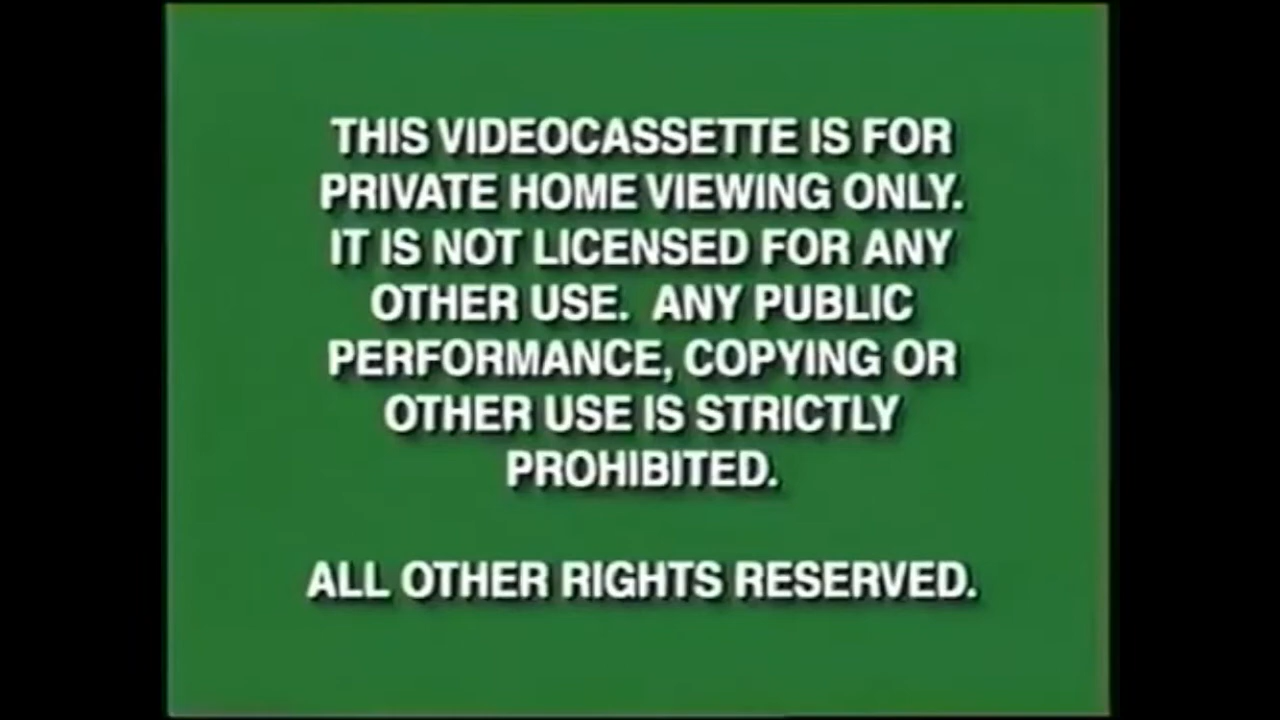 THIS VIDEOCASSETTE IS FOR
PRIVATE HOME VIEWING ONLY.
IT IS NOT LICENSED FOR ANY
OTHER USE.  ANY PUBLIC
PERFORMANCE, COPYING OR
OTHER USE IS STRICTLY
PROHIBITED.
ALL OTHER RIGHTS RESERVED.